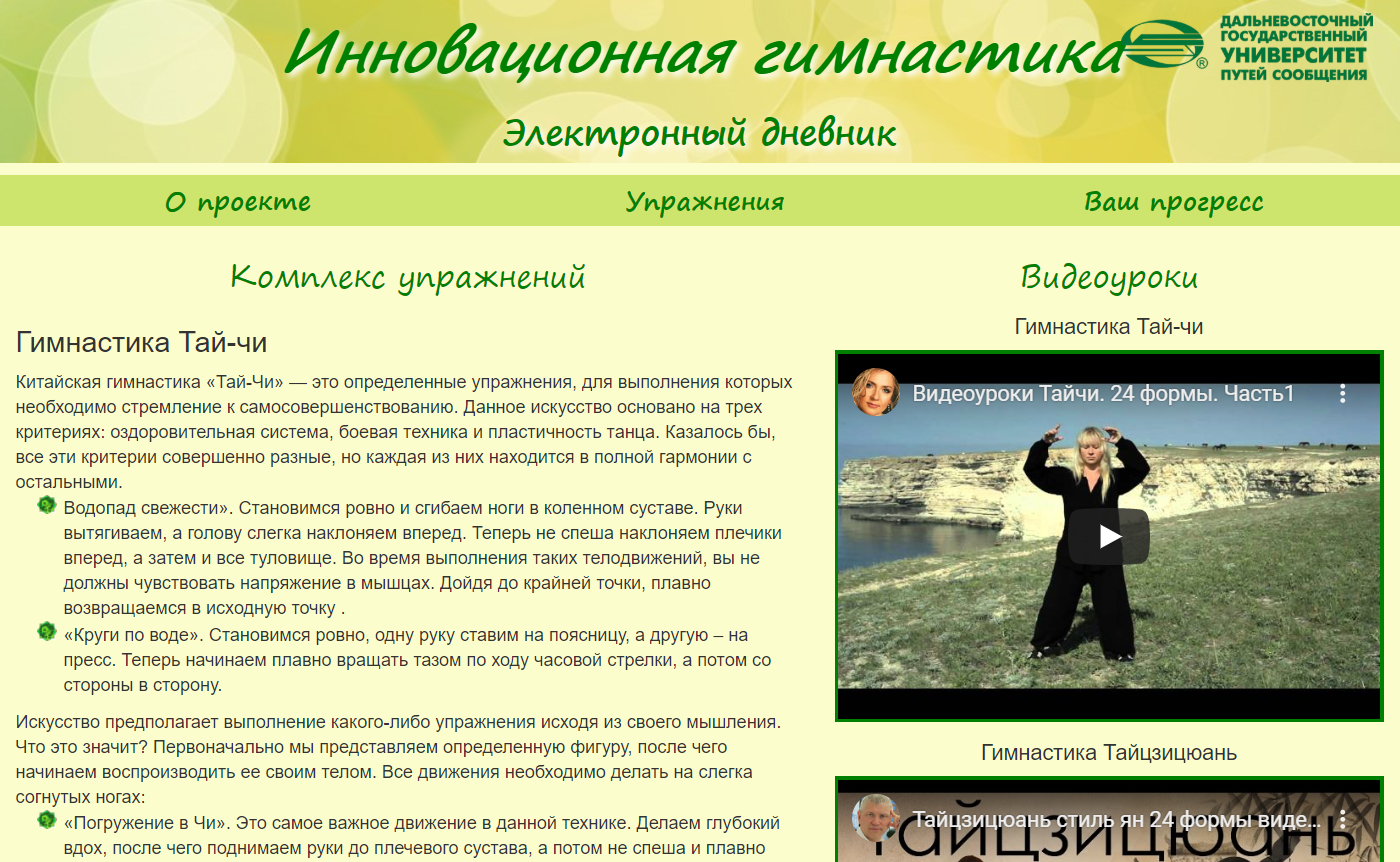 Инновационная гимнастика
ДАЛЬНЕВОСТОЧНЫЙ
ГОСУДАРСТВЕННЫЙ
УНИВЕРСИТЕТ
ПУТЕЙ СООБЩЕНИЯ
®
Электронный дневник
О проекте
Упражнения
Ваш прогресс
Комплекс упражнений
Гимнастика Тай-чи
Китайская гимнастика «Тай-Чи» — это определенные упражнения, для выполнения которых
необходимо стремление к самосовершенствованию. Данное искусство основано на трех
критериях: оздоровительная система, боевая техника и пластичность танца. Казалось бы,
все эти критерии совершенно разные, но каждая из них находится в полной гармонии с
остальными.
Водопад свежести». Становимся ровно и сгибаем ноги в коленном суставе. Руки
вытягиваем, а голову слегка наклоняем вперед. Теперь не спеша наклоняем плечики
вперед, а затем и все туловище. Во время выполнения таких телодвижений, вы не
должны чувствовать напряжение в мышцах. Дойдя до крайней точки, плавно
возвращаемся в исходную точку .
«Круги по воде». Становимся ровно, одну руку ставим на поясницу, а другую – на
пресс. Теперь начинаем плавно вращать тазом по ходу часовой стрелки, а потом со
стороны в сторону.
Искусство предполагает выполнение какого-либо упражнения исходя из своего мышления.
Что это значит? Первоначально мы представляем определенную фигуру, после чего
начинаем воспроизводить ее своим телом. Все движения необходимо делать на слегка
согнутых ногах:
«Погружение в Чи». Это самое важное движение в данной технике. Делаем глубокий
вдох, после чего поднимаем руки до плечевого сустава, а потом не спеша и плавно
Видеоуроки
Гимнастика Тай-чи
Видеоуроки Тайчи. 24 формы. Часть1
Гимнастика Тайцзицюань
Тайцзицюань стиль ян 24 формы виде...
ТАЙЦЗИЦЮАНЬ